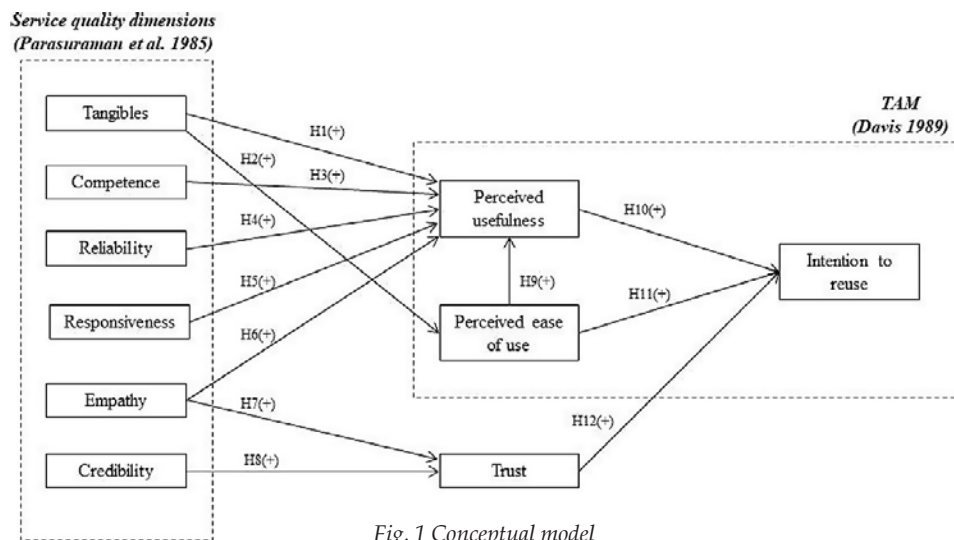 Service quality dimensions
(Parasuraman et al. 1985)
TAM
(Davis 1989)
Tangibles
Competence
Reliability
Responsiveness
Empathy
Credibility
H1(+)
H2(+)
H3(+)
H4(+)
H5(+)
H6(+)
H7(+)
H8(+)
Perceived
usefulness
H9(+)
Perceived ease
of use
Trust
H10(+)
H11(+)
H12(+)
Intention to
reuse
Fig. 1 Conceptual model